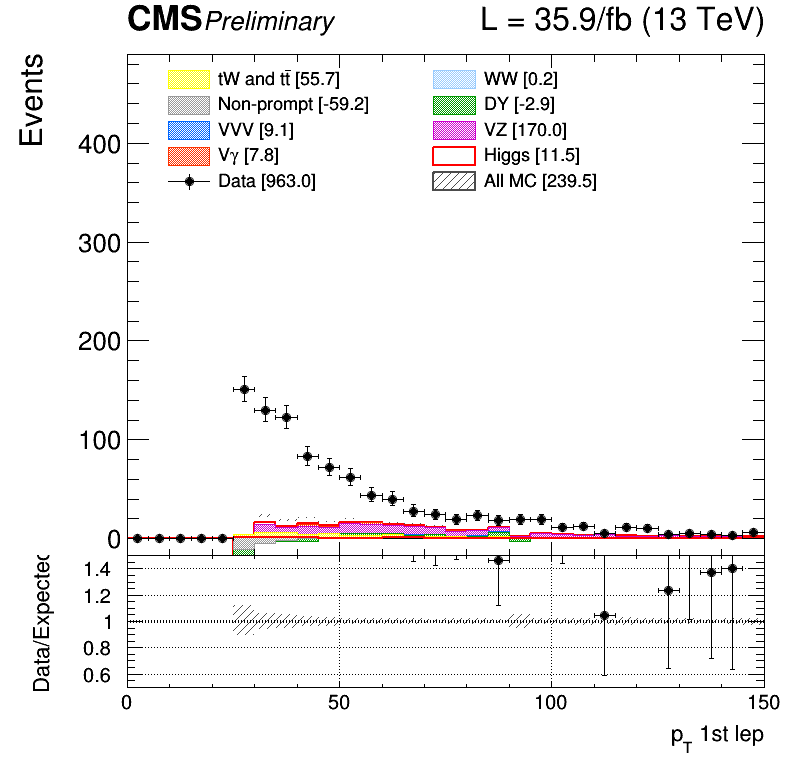 CMS Preliminary L = 35.9/fb (13 TeV)
Events
tW and tt̄ [55.7] WW [0.2]
Non-prompt [-59.2] DY [-2.9]
VVV [9.1] VZ [170.0]
Vγ [7.8] Higgs [11.5]
Data [963.0] All MC [239.5]
400
300
200
100
0
Data/Expected
1.4
1.2
1
0.8
0.6
0 50 100 150
p_T 1st lep